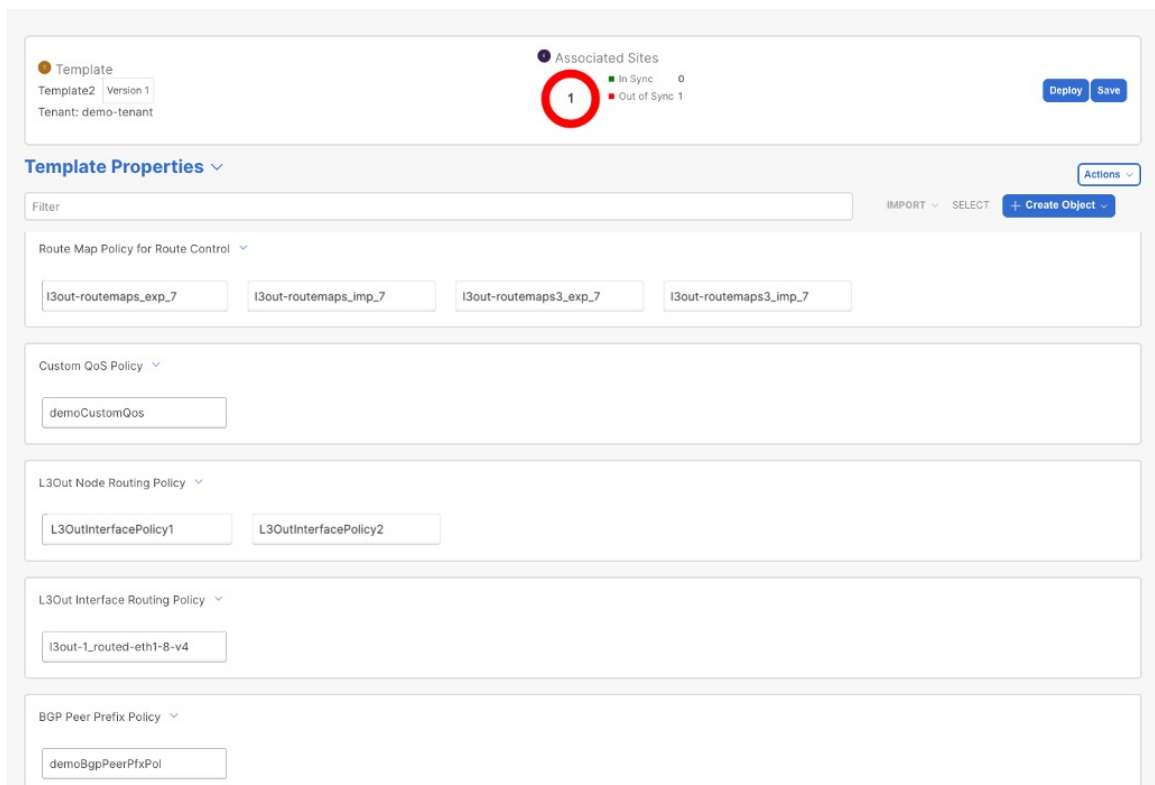 Template
Template2 Version 1
Tenant: demo-tenant
Associated Sites
1
In Sync 0
Out of Sync 1
Deploy Save
Template Properties
Actions
Filter
IMPORT SELECT + Create Object
Route Map Policy for Route Control
l3out-routemaps_exp_7 l3out-routemaps_imp_7 l3out-routemaps3_exp_7 l3out-routemaps3_imp_7
Custom QoS Policy
demoCustomQos
L3Out Node Routing Policy
L3OutInterfacePolicy1 L3OutInterfacePolicy2
L3Out Interface Routing Policy
l3out-1_routed-eth1-8-v4
BGP Peer Prefix Policy
demoBgpPeerPfxPol